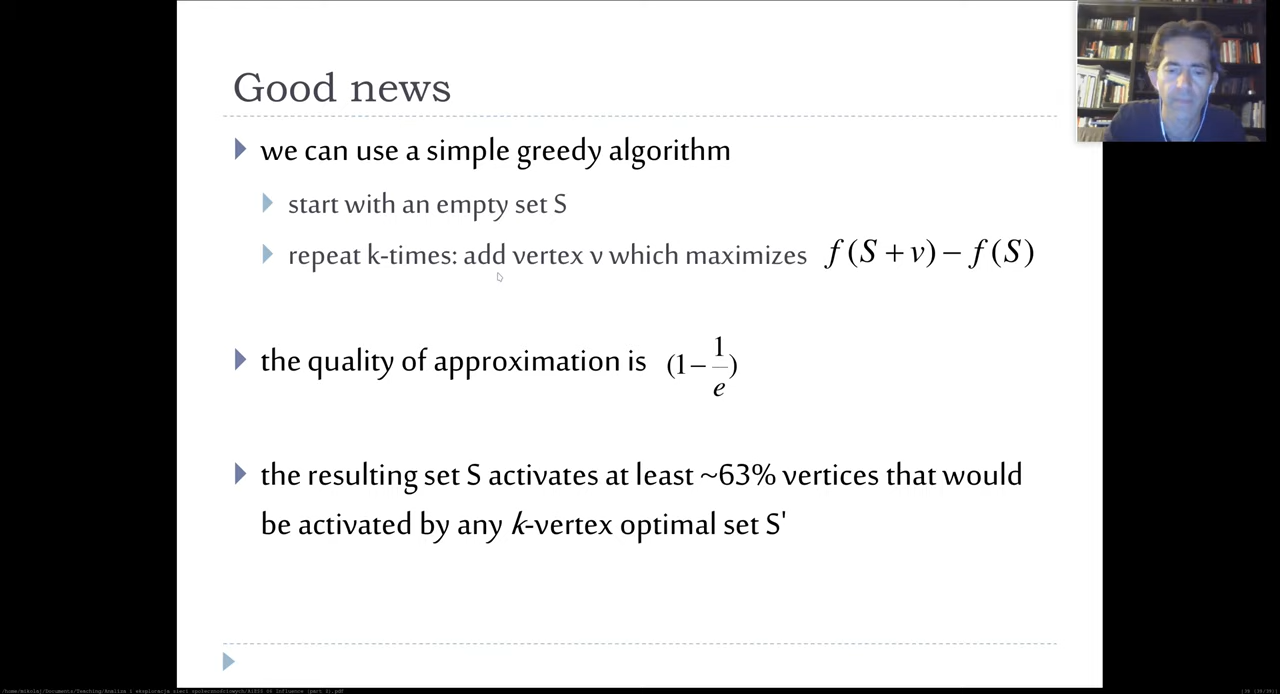 Good news
we can use a simple greedy algorithm
start with an empty set S
repeat k-times: add vertex v which maximizes f(S+v)−f(S)
the quality of approximation is (1−1/e)
the resulting set S activates at least ~63% vertices that would
be activated by any k-vertex optimal set S'